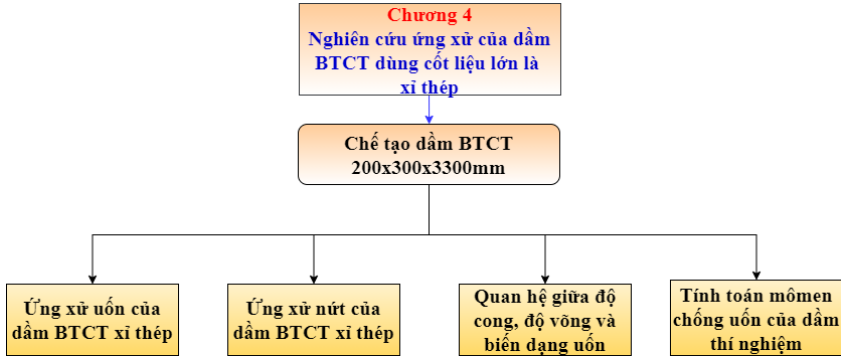 Chương 4
Nghiên cứu ứng xử của dầm
BTCT dùng cốt liệu lớn là
xỉ thép
Chế tạo dầm BTCT
200x300x3300mm
Ứng xử uốn của
dầm BTCT xỉ thép
Ứng xử nứt của
dầm BTCT xỉ thép
Quan hệ giữa độ
cong, độ võng và
biến dạng uốn
Tính toán mômen
chống uốn của dầm
thí nghiệm